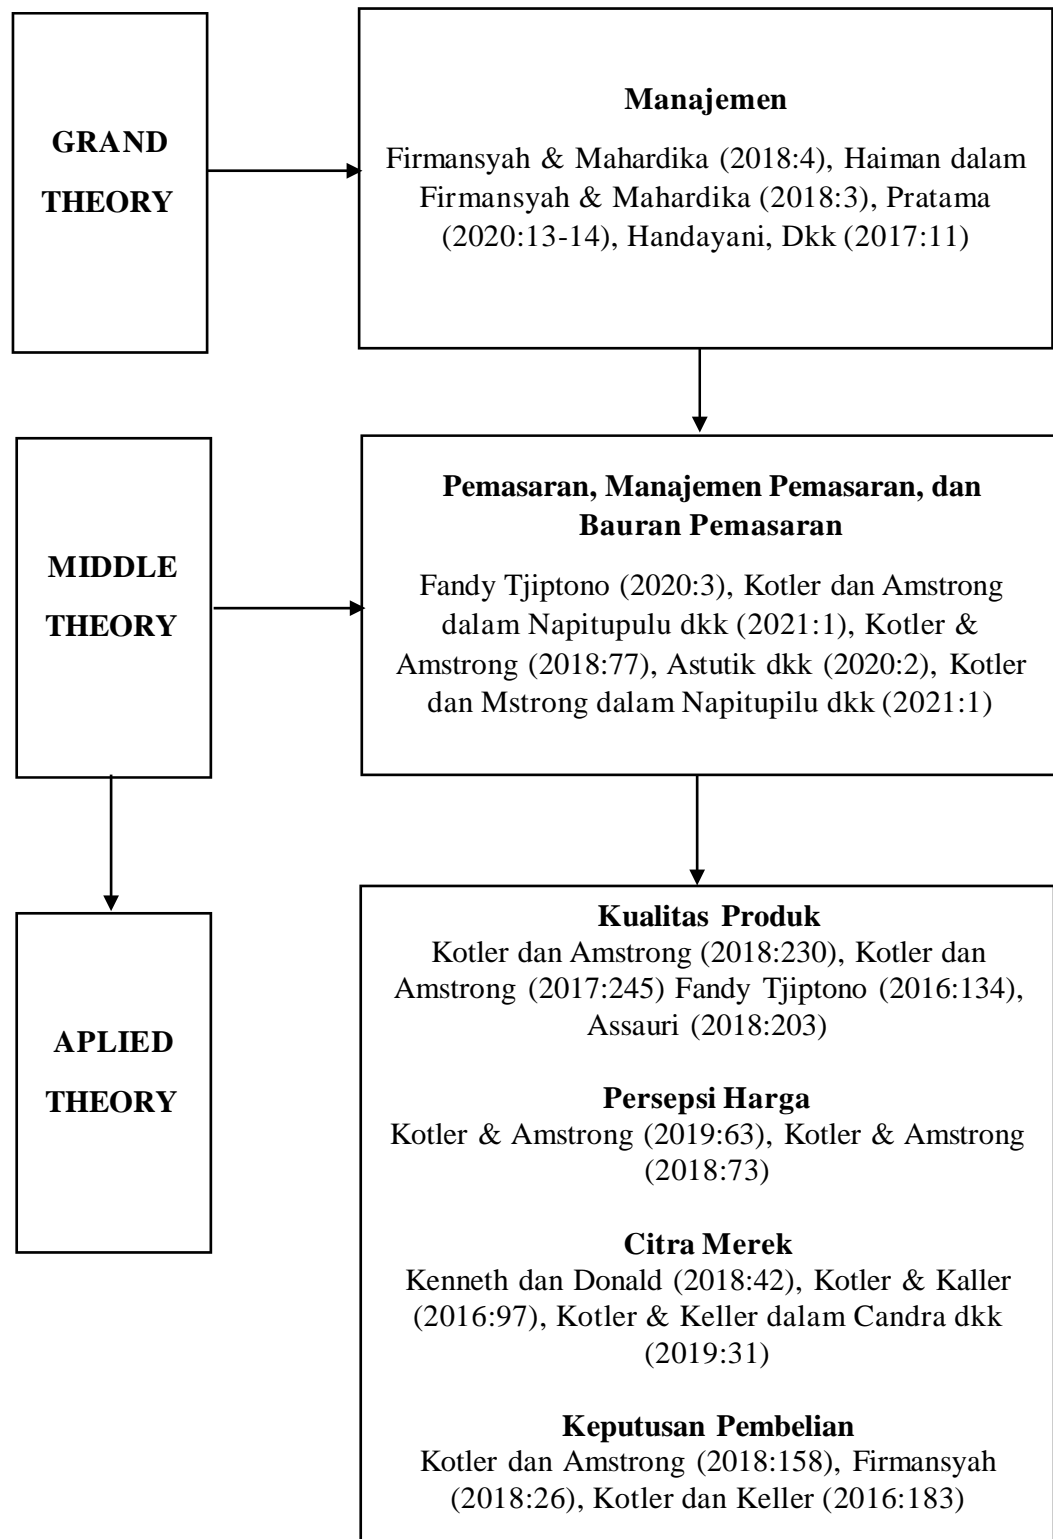 GRAND
THEORY
Manajemen
Firmansyah & Mahardika (2018:4), Haiman dalam
Firmansyah & Mahardika (2018:3), Pratama
(2020:13-14), Handayani, Dkk (2017:11)
MIDDLE
THEORY
Pemasaran, Manajemen Pemasaran, dan
Bauran Pemasaran
Fandy Tjiptono (2020:3), Kotler dan Amstrong
dalam Napitupulu dkk (2021:1), Kotler &
Amstrong (2018:77), Astutik dkk (2020:2), Kotler
dan Mstrong dalam Napitupilu dkk (2021:1)
APLIED
THEORY
Kualitas Produk
Kotler dan Amstrong (2018:230), Kotler dan
Amstrong (2017:245) Fandy Tjiptono (2016:134),
Assauri (2018:203)
Persepsi Harga
Kotler & Amstrong (2019:63), Kotler & Amstrong
(2018:73)
Citra Merek
Kenneth dan Donald (2018:42), Kotler & Kaller
(2016:97), Kotler & Keller dalam Candra dkk
(2019:31)
Keputusan Pembelian
Kotler dan Amstrong (2018:158), Firmansyah
(2018:26), Kotler dan Keller (2016:183)